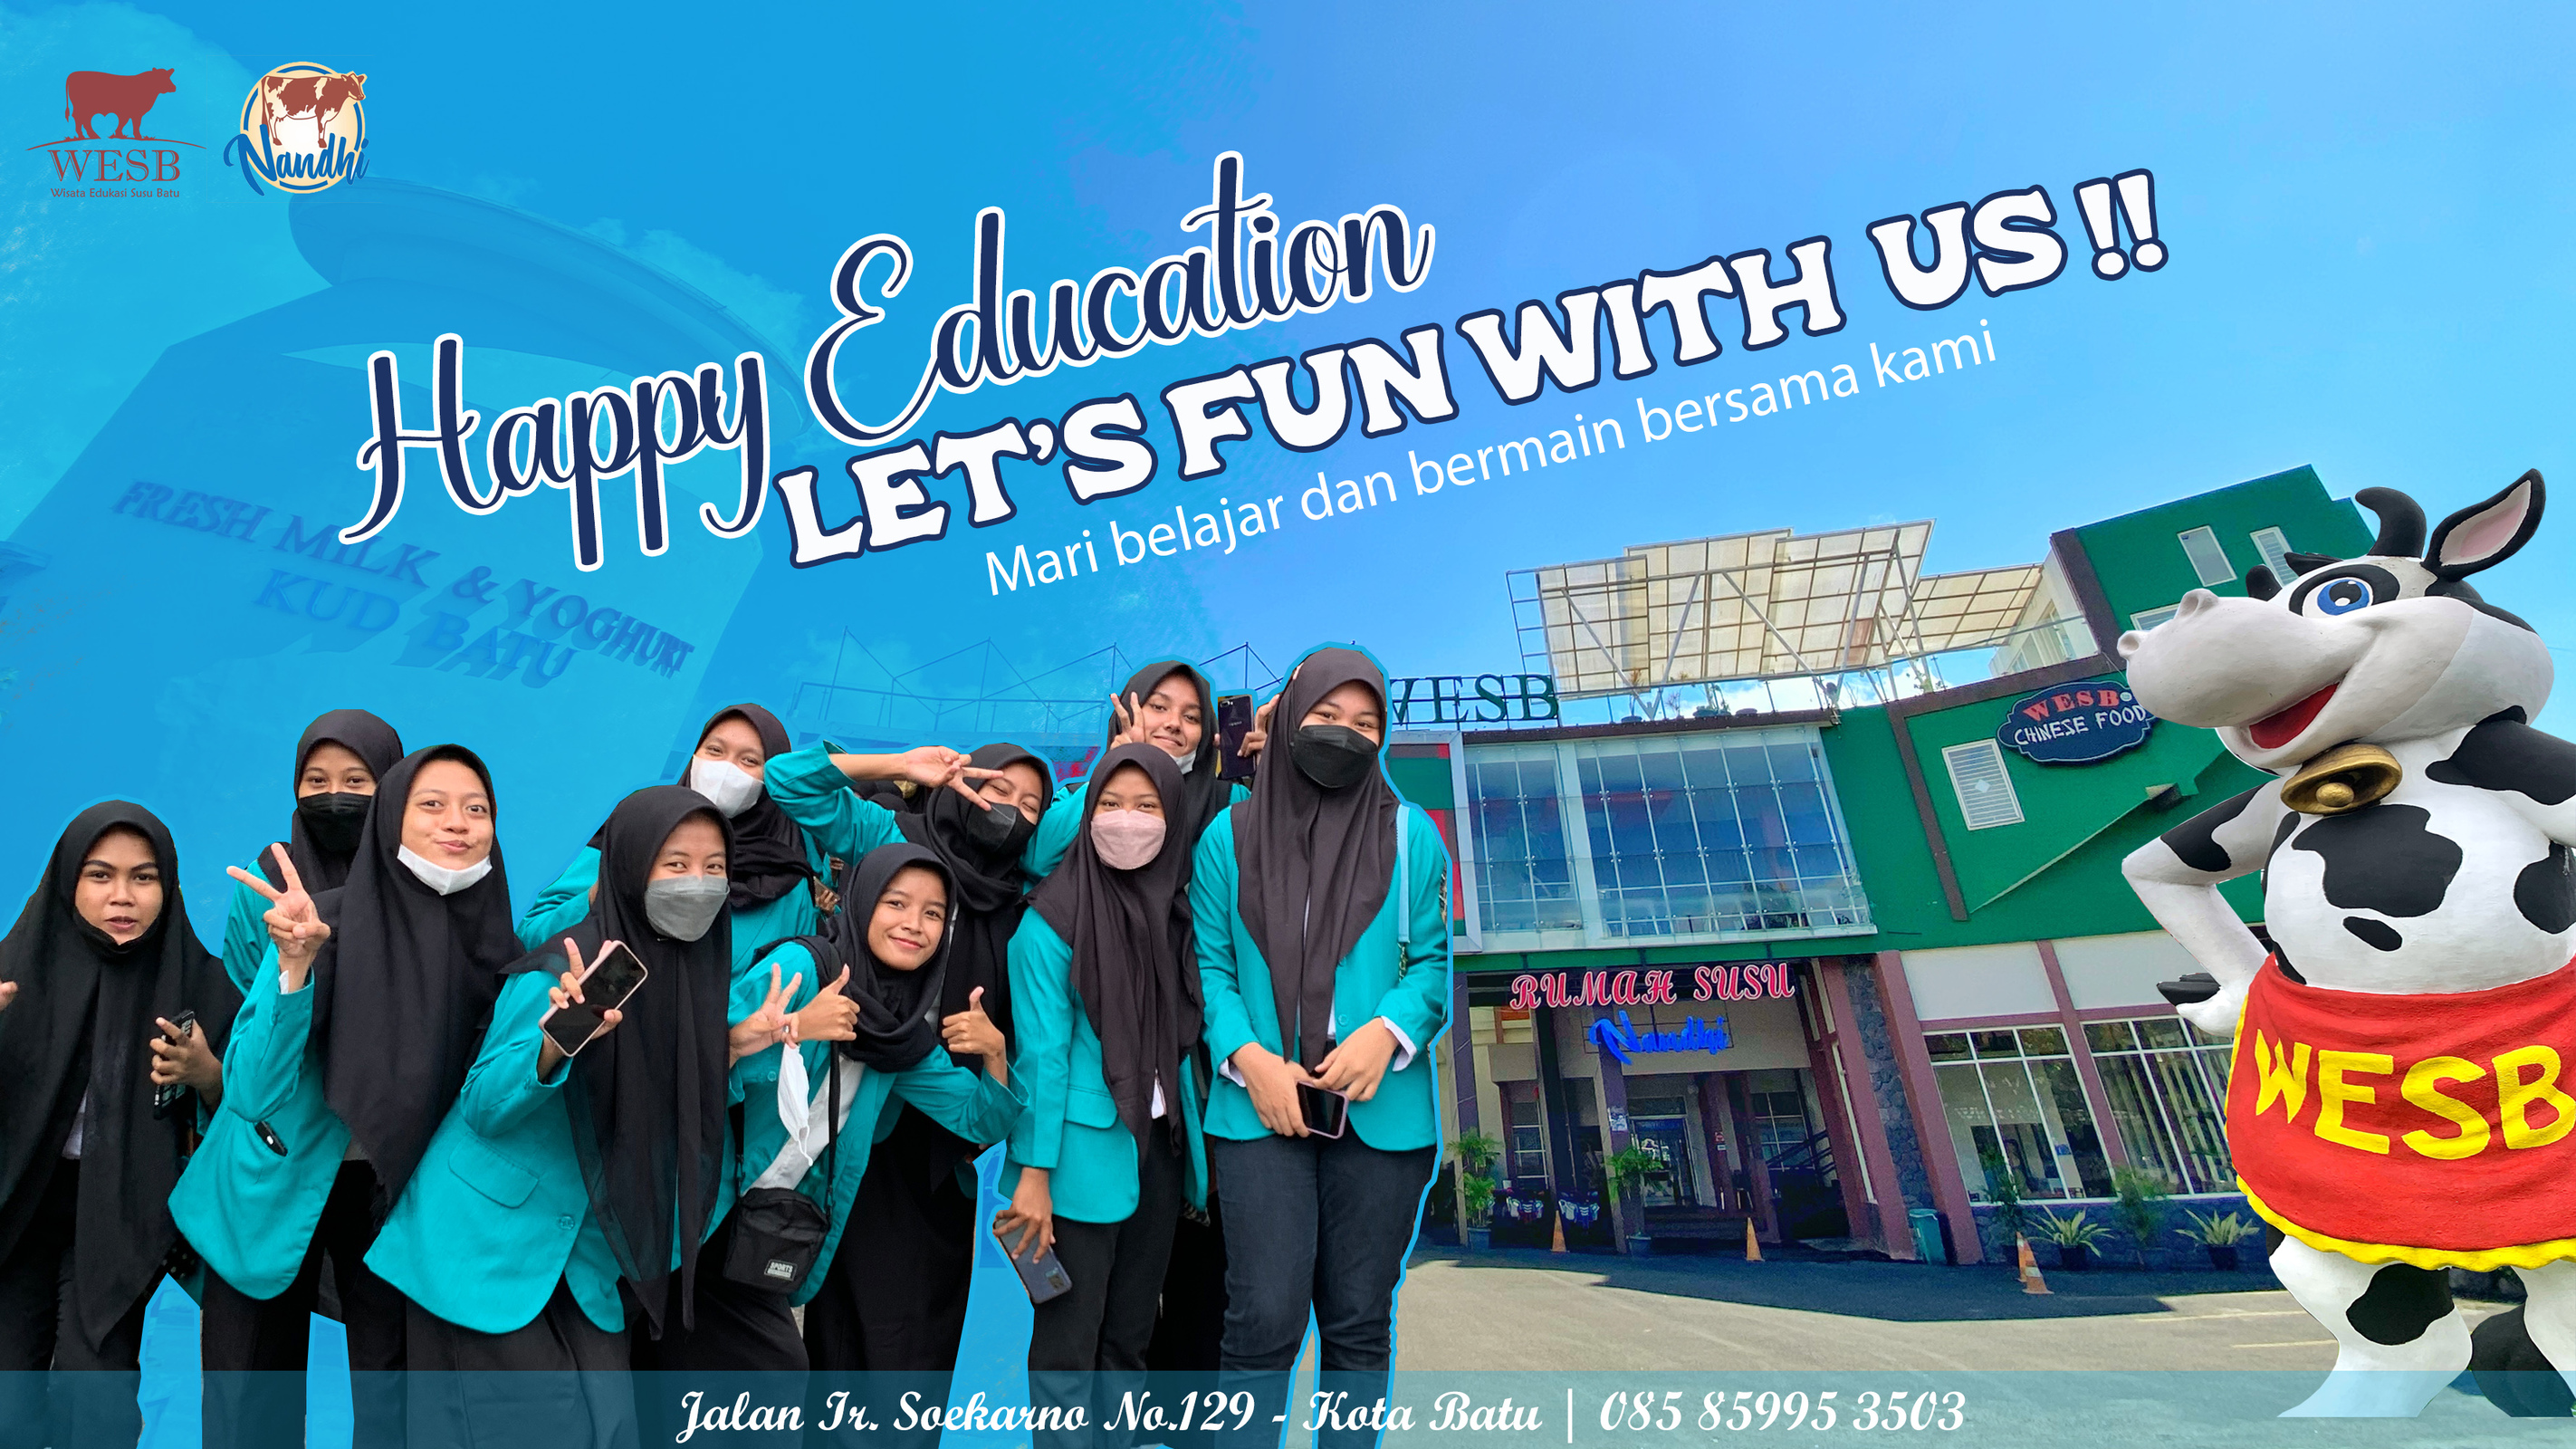 WESB
Wisata Edukasi Susu Batu
Nandhi
Happy Education
LET'S FUN WITH US !!
Mari belajar dan bermain bersama kami
FRESH MILK & YOGHURT
KUD BATU
WESB
WESB
CHINESE FOOD
RUMAH SUSU
Nandhi
WESB
SPORTS
Jalan Ir. Soekarno No.129 - Kota Batu | 085 85995 3503